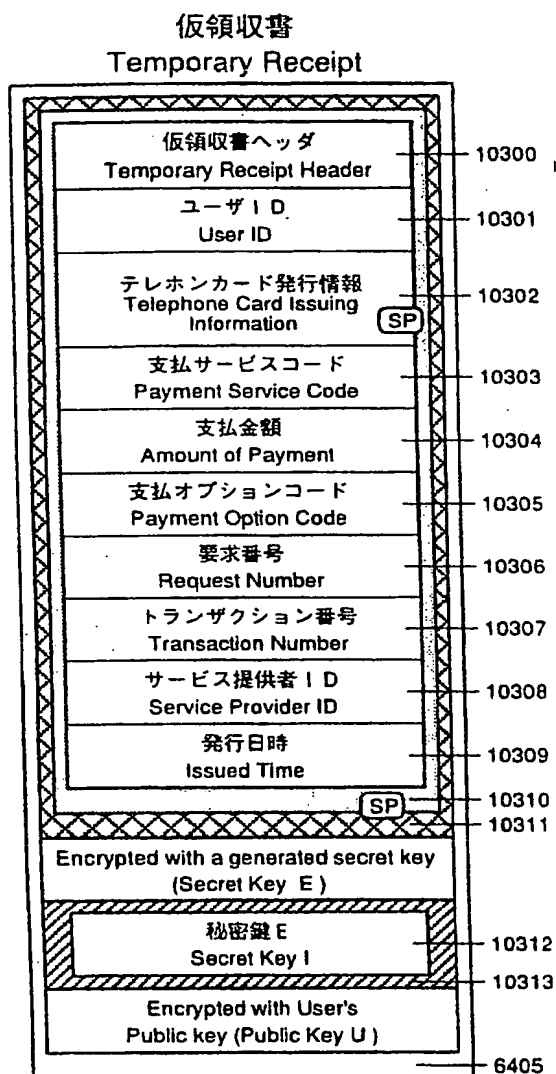 仮領収書
Temporary Receipt
仮領収書ヘッダ
Temporary Receipt Header
10300
ユーザID
User ID
10301
テレホンカード発行情報
Telephone Card Issuing
Information
10302
SP
支払サービスコード
Payment Service Code
10303
支払金額
Amount of Payment
10304
支払オプションコード
Payment Option Code
10305
要求番号
Request Number
10306
トランザクション番号
Transaction Number
10307
サービス提供者ID
Service Provider ID
10308
発行日時
Issued Time
10309
10310
SP
10311
Encrypted with a generated secret key
(Secret Key E)
秘密鍵E
Secret Key I
10312
10313
Encrypted with User's
Public key (Public Key U)
6405